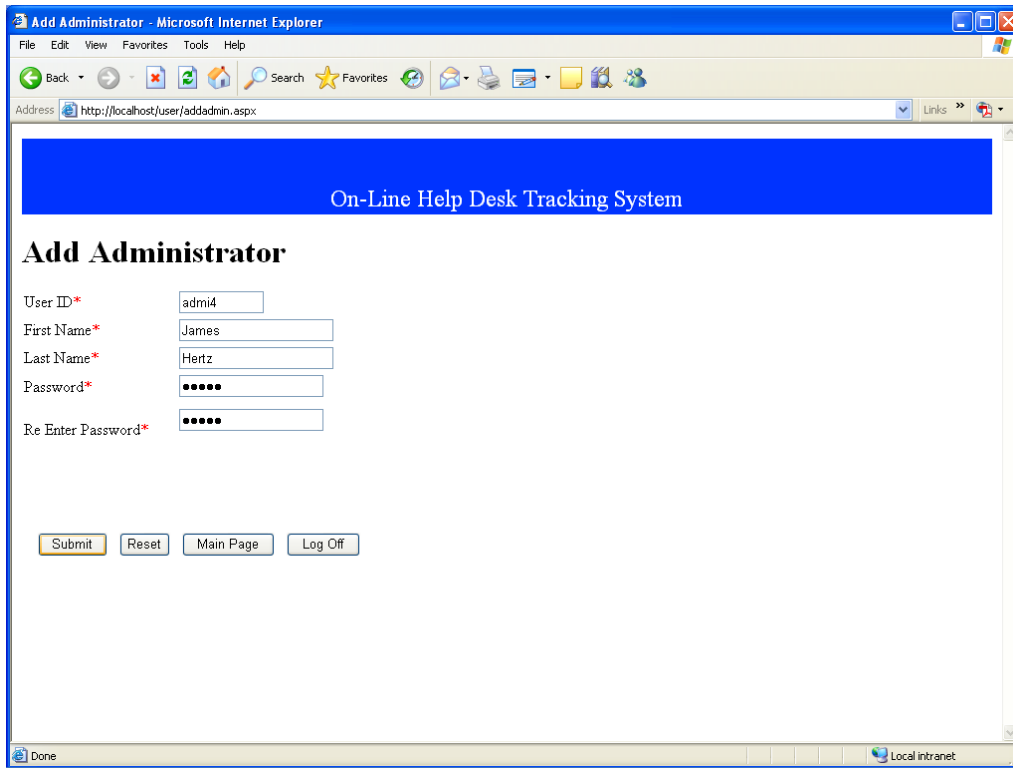 Add Administrator - Microsoft Internet Explorer
File Edit View Favorites Tools Help
Back Search Favorites
Address http://localhost/user/addadmin.aspx Links »
On-Line Help Desk Tracking System
Add Administrator
User ID* admi4
First Name* James
Last Name* Hertz
Password* •••••
Re Enter Password* •••••
Submit Reset Main Page Log Off
Done Local intranet